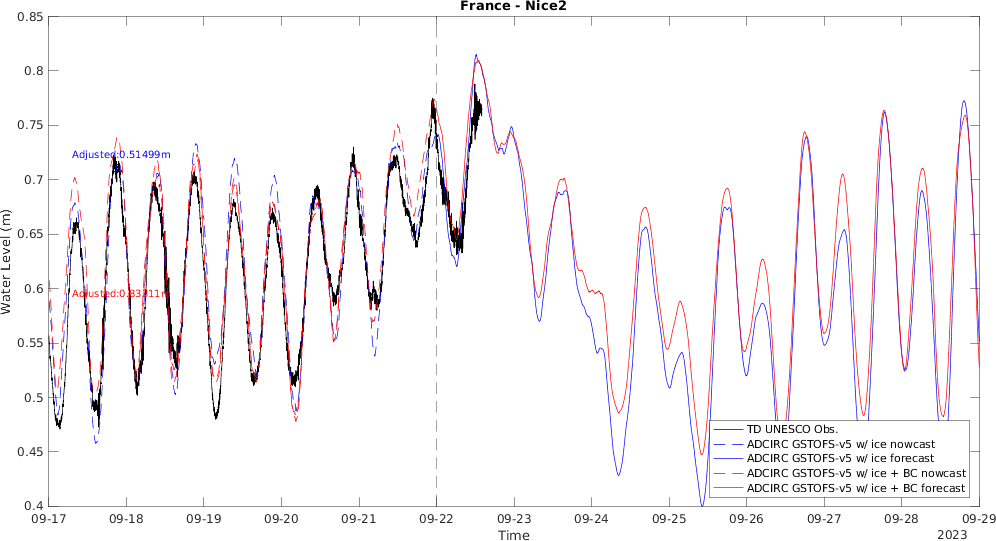 France - Nice2
0.85
0.8
0.75
0.7
0.65
0.6
0.55
0.5
0.45
0.4
Water Level (m)
Adjusted:0.51499m
Adjusted:0.83311m
TD UNESCO Obs.
ADCIRC GSTOFS-v5 w/ ice nowcast
ADCIRC GSTOFS-v5 w/ ice forecast
ADCIRC GSTOFS-v5 w/ ice + BC nowcast
ADCIRC GSTOFS-v5 w/ ice + BC forecast
09-17 09-18 09-19 09-20 09-21 09-22 09-23 09-24 09-25 09-26 09-27 09-28 09-29
Time
2023